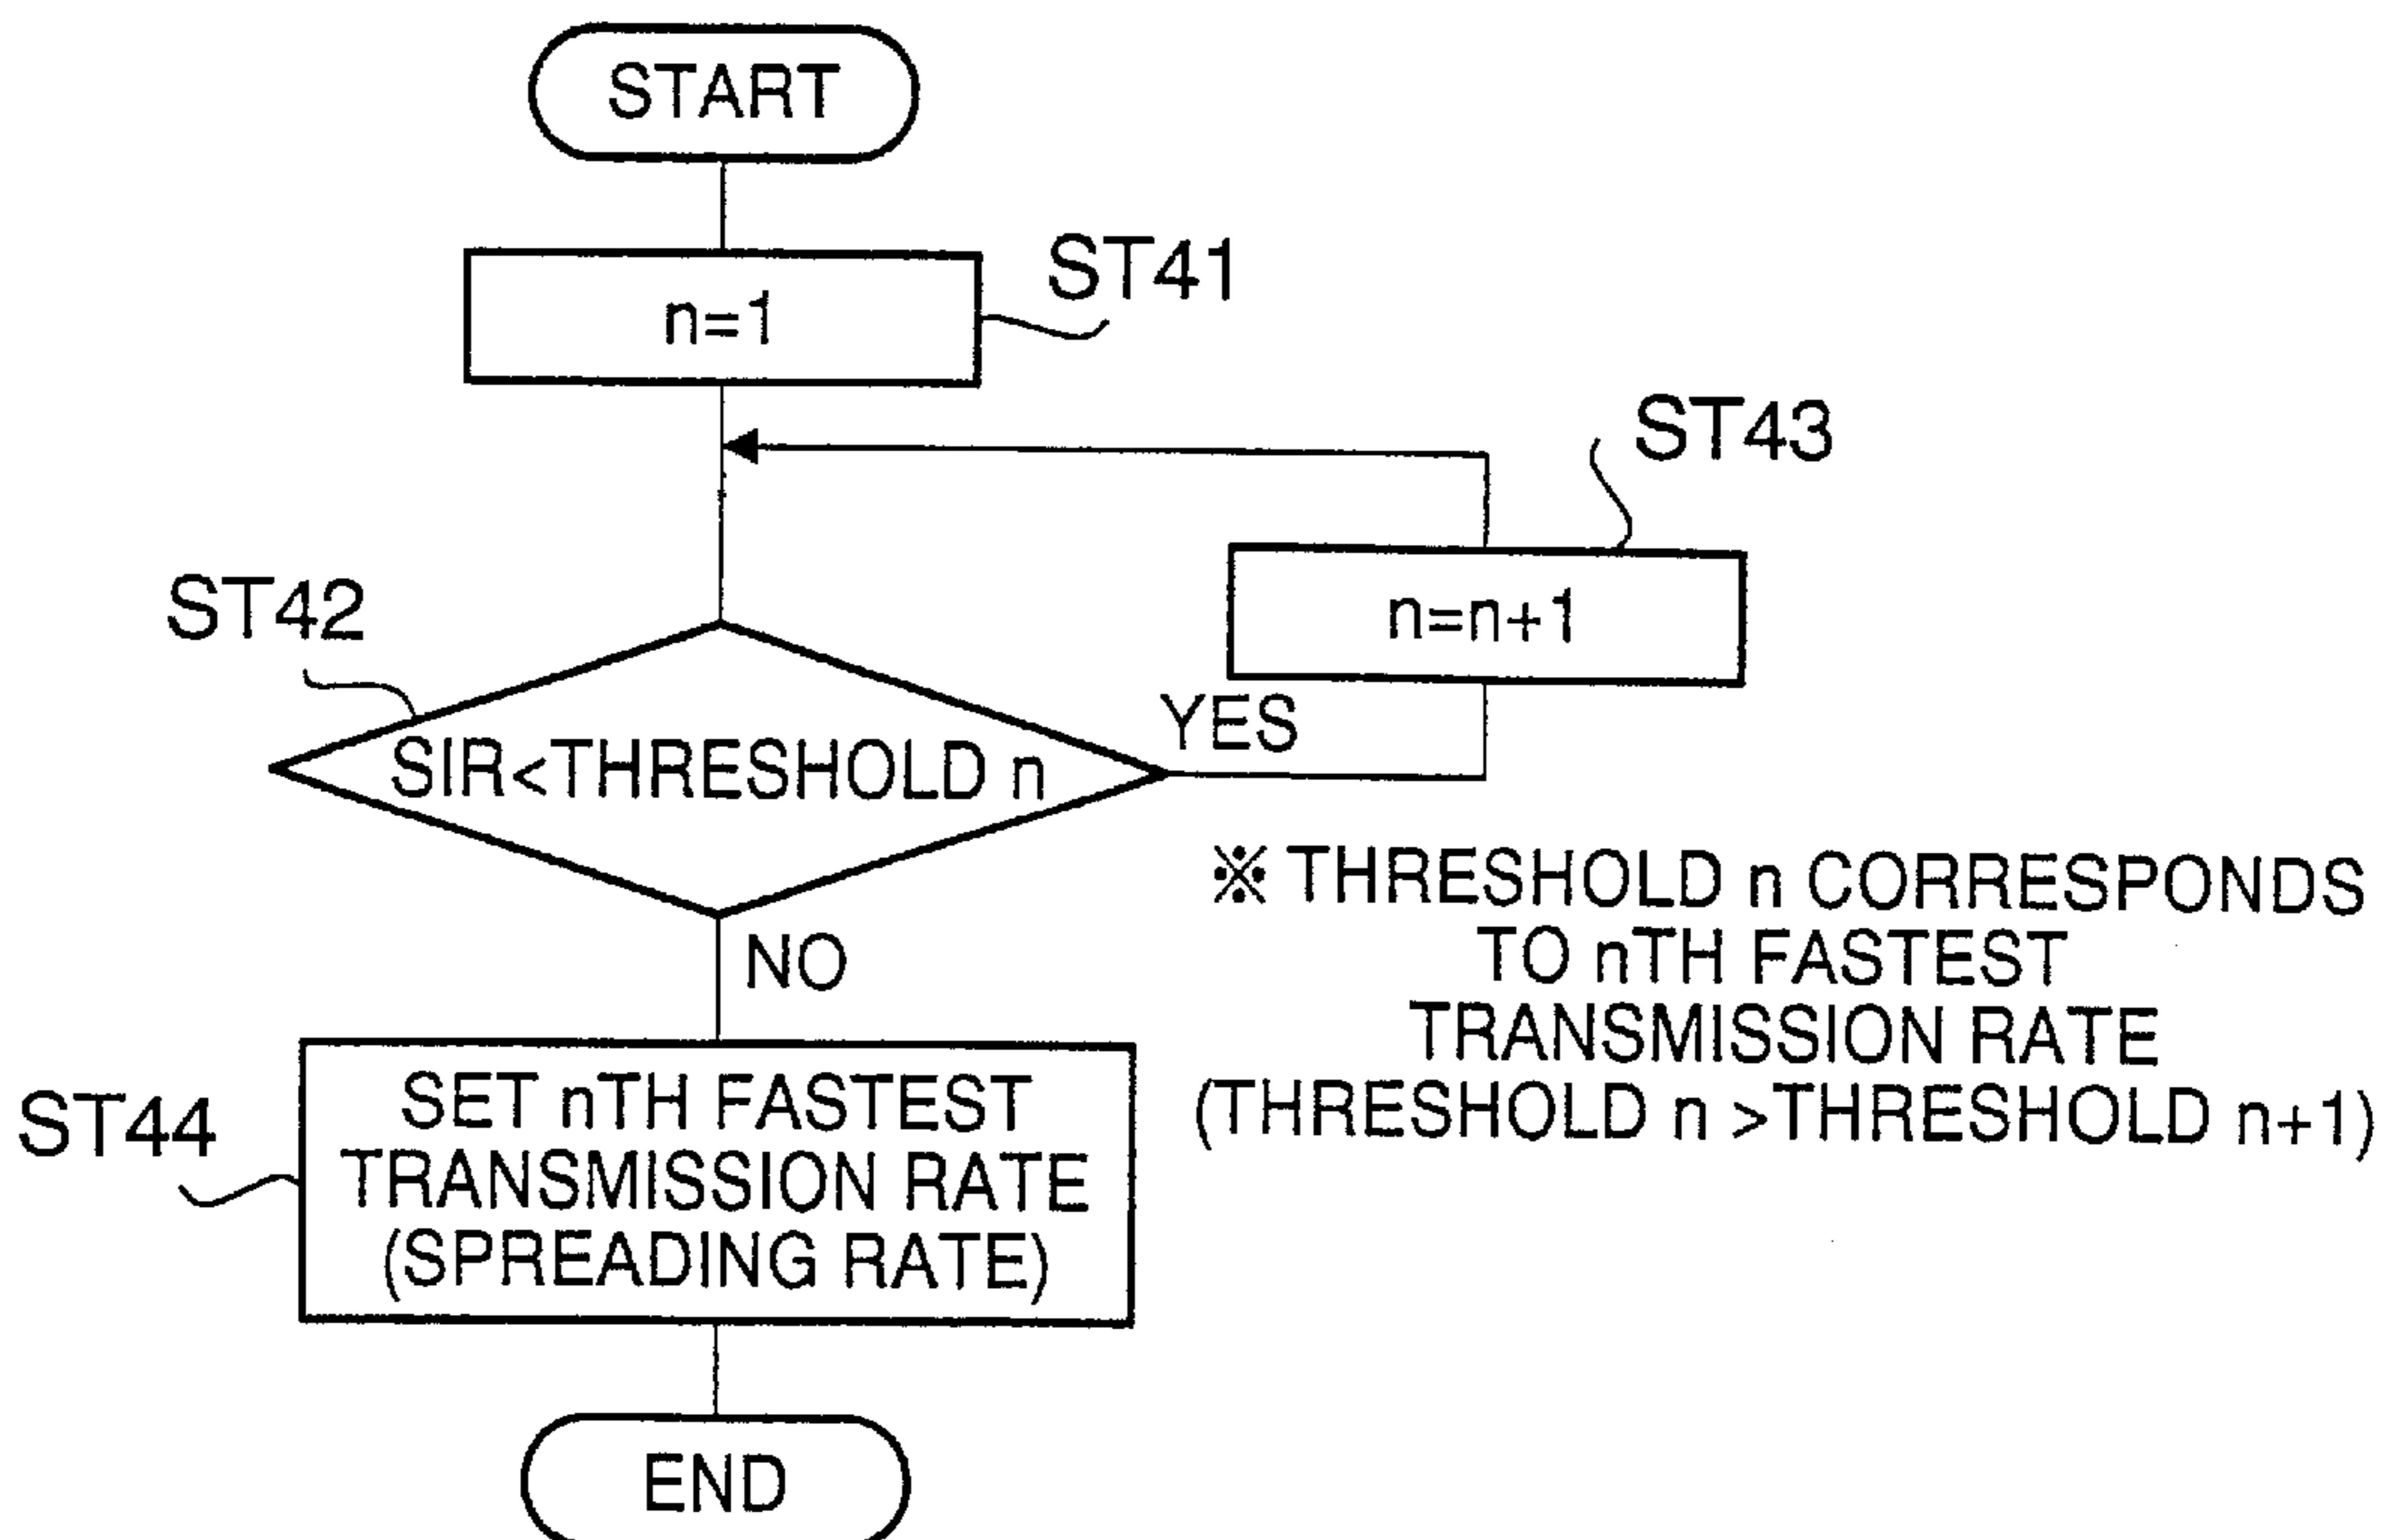 START
n=1
ST41
ST43
n=n+1
ST42
SIR<THRESHOLD n
YES
NO
※ THRESHOLD n CORRESPONDS
TO nTH FASTEST
TRANSMISSION RATE
(THRESHOLD n >THRESHOLD n+1)
ST44
SET nTH FASTEST
TRANSMISSION RATE
(SPREADING RATE)
END